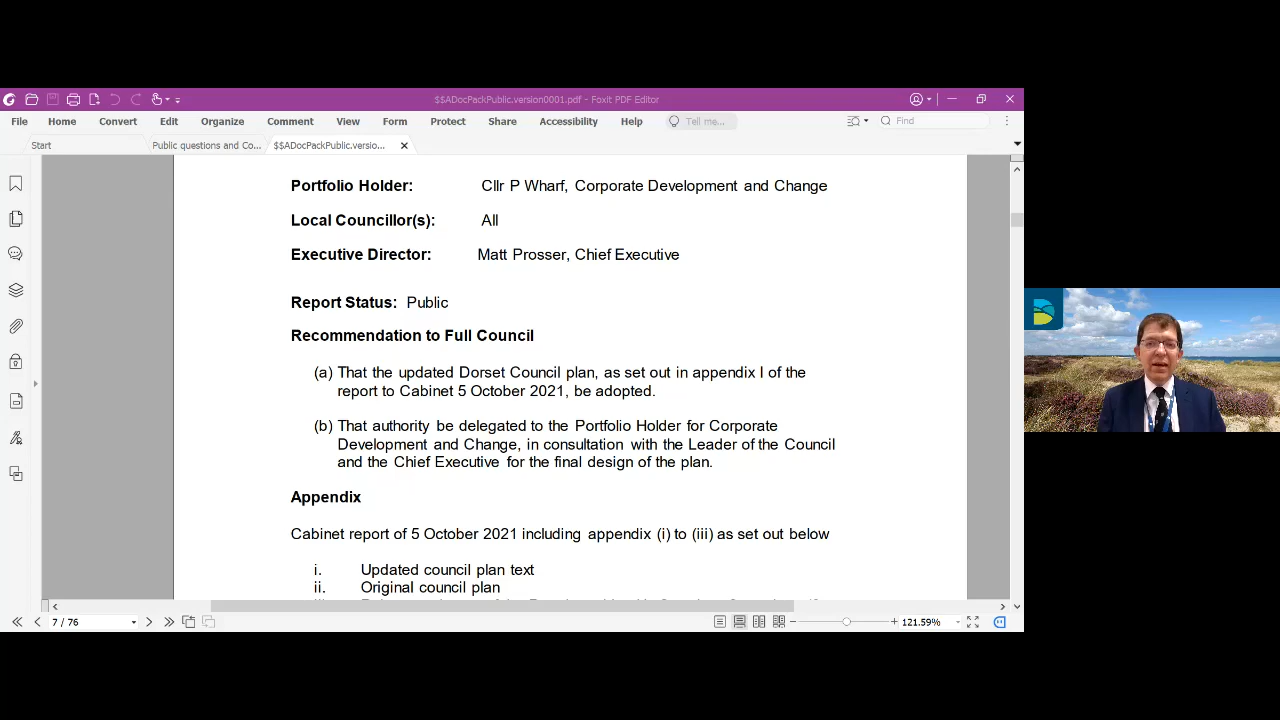 $$ADocPackPublic.version0001.pdf - Foxit PDF Editor
File Home Convert Edit Organize Comment View Form Protect Share Accessibility Help Tell me... Find
Start Public questions and Co... $$ADocPackPublic.versio...
Portfolio Holder: Cllr P Wharf, Corporate Development and Change
Local Councillor(s): All
Executive Director: Matt Prosser, Chief Executive
Report Status: Public
Recommendation to Full Council
(a) That the updated Dorset Council plan, as set out in appendix I of the
report to Cabinet 5 October 2021, be adopted.
(b) That authority be delegated to the Portfolio Holder for Corporate
Development and Change, in consultation with the Leader of the Council
and the Chief Executive for the final design of the plan.
Appendix
Cabinet report of 5 October 2021 including appendix (i) to (iii) as set out below
i. Updated council plan text
ii. Original council plan
7 / 76 121.59%